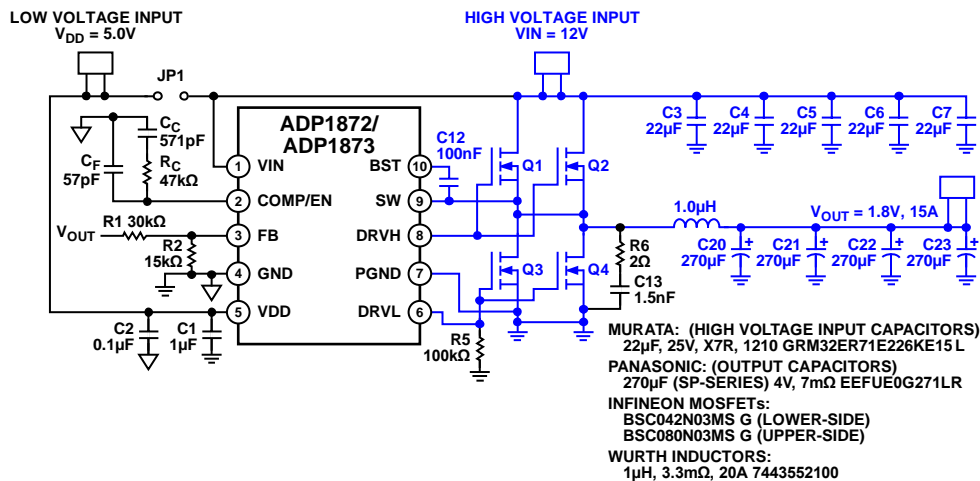 LOW VOLTAGE INPUT
V_DD = 5.0V
HIGH VOLTAGE INPUT
VIN = 12V
JP1
C_C
571pF
C_F
57pF
R_C
47kΩ
V_OUT
R1 30kΩ
R2
15kΩ
C2
0.1µF
C1
1µF
ADP1872/
ADP1873
1 VIN
2 COMP/EN
3 FB
4 GND
5 VDD
BST 10
SW 9
DRVH 8
PGND 7
DRVL 6
C12
100nF
Q1
Q2
Q3
Q4
R5
100kΩ
C3
22µF
C4
22µF
C5
22µF
C6
22µF
C7
22µF
1.0µH
V_OUT = 1.8V, 15A
R6
2Ω
C13
1.5nF
C20
270µF
+
C21
270µF
+
C22
270µF
+
C23
270µF
+
MURATA: (HIGH VOLTAGE INPUT CAPACITORS)
22µF, 25V, X7R, 1210 GRM32ER71E226KE15L
PANASONIC: (OUTPUT CAPACITORS)
270µF (SP-SERIES) 4V, 7mΩ EEFUE0G271LR
INFINEON MOSFETs:
BSC042N03MS G (LOWER-SIDE)
BSC080N03MS G (UPPER-SIDE)
WURTH INDUCTORS:
1µH, 3.3mΩ, 20A 7443552100